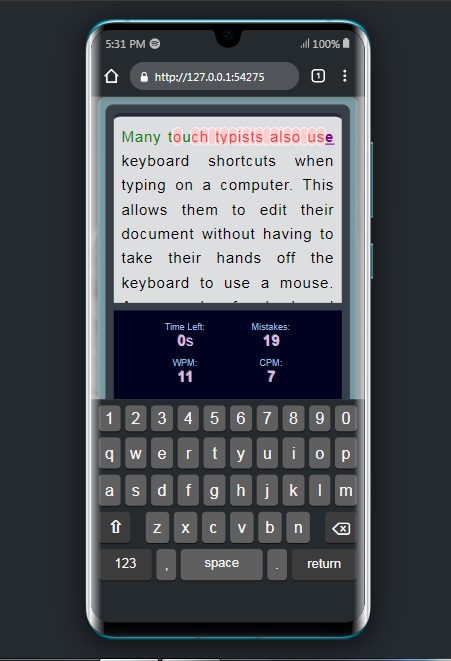 5:31 PM 100%
http://127.0.0.1:54275 1
Many touch typists also use
keyboard shortcuts when
typing on a computer. This
allows them to edit their
document without having to
take their hands off the
keyboard to use a mouse.
Time Left: Mistakes:
0s 19
WPM: CPM:
11 7
1 2 3 4 5 6 7 8 9 0
q w e r t y u i o p
a s d f g h j k l m
z x c v b n
123 , space . return